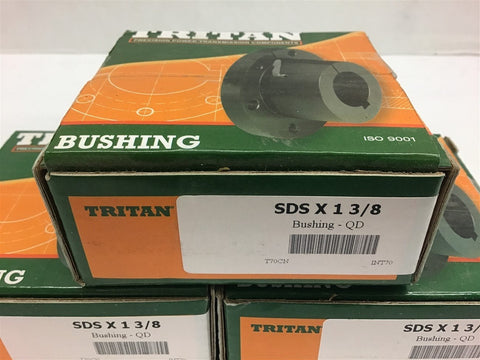 TRITAN
PRECISION POWER TRANSMISSION COMPONENTS
BUSHING
ISO 9001
TRITAN
SDS X 1 3/8
Bushing - QD
T70CN INT70
BUSHING
SDS X 1 3/8
Bushing - QD
TRITAN
SDS X 1 3/8
Bushing - QD